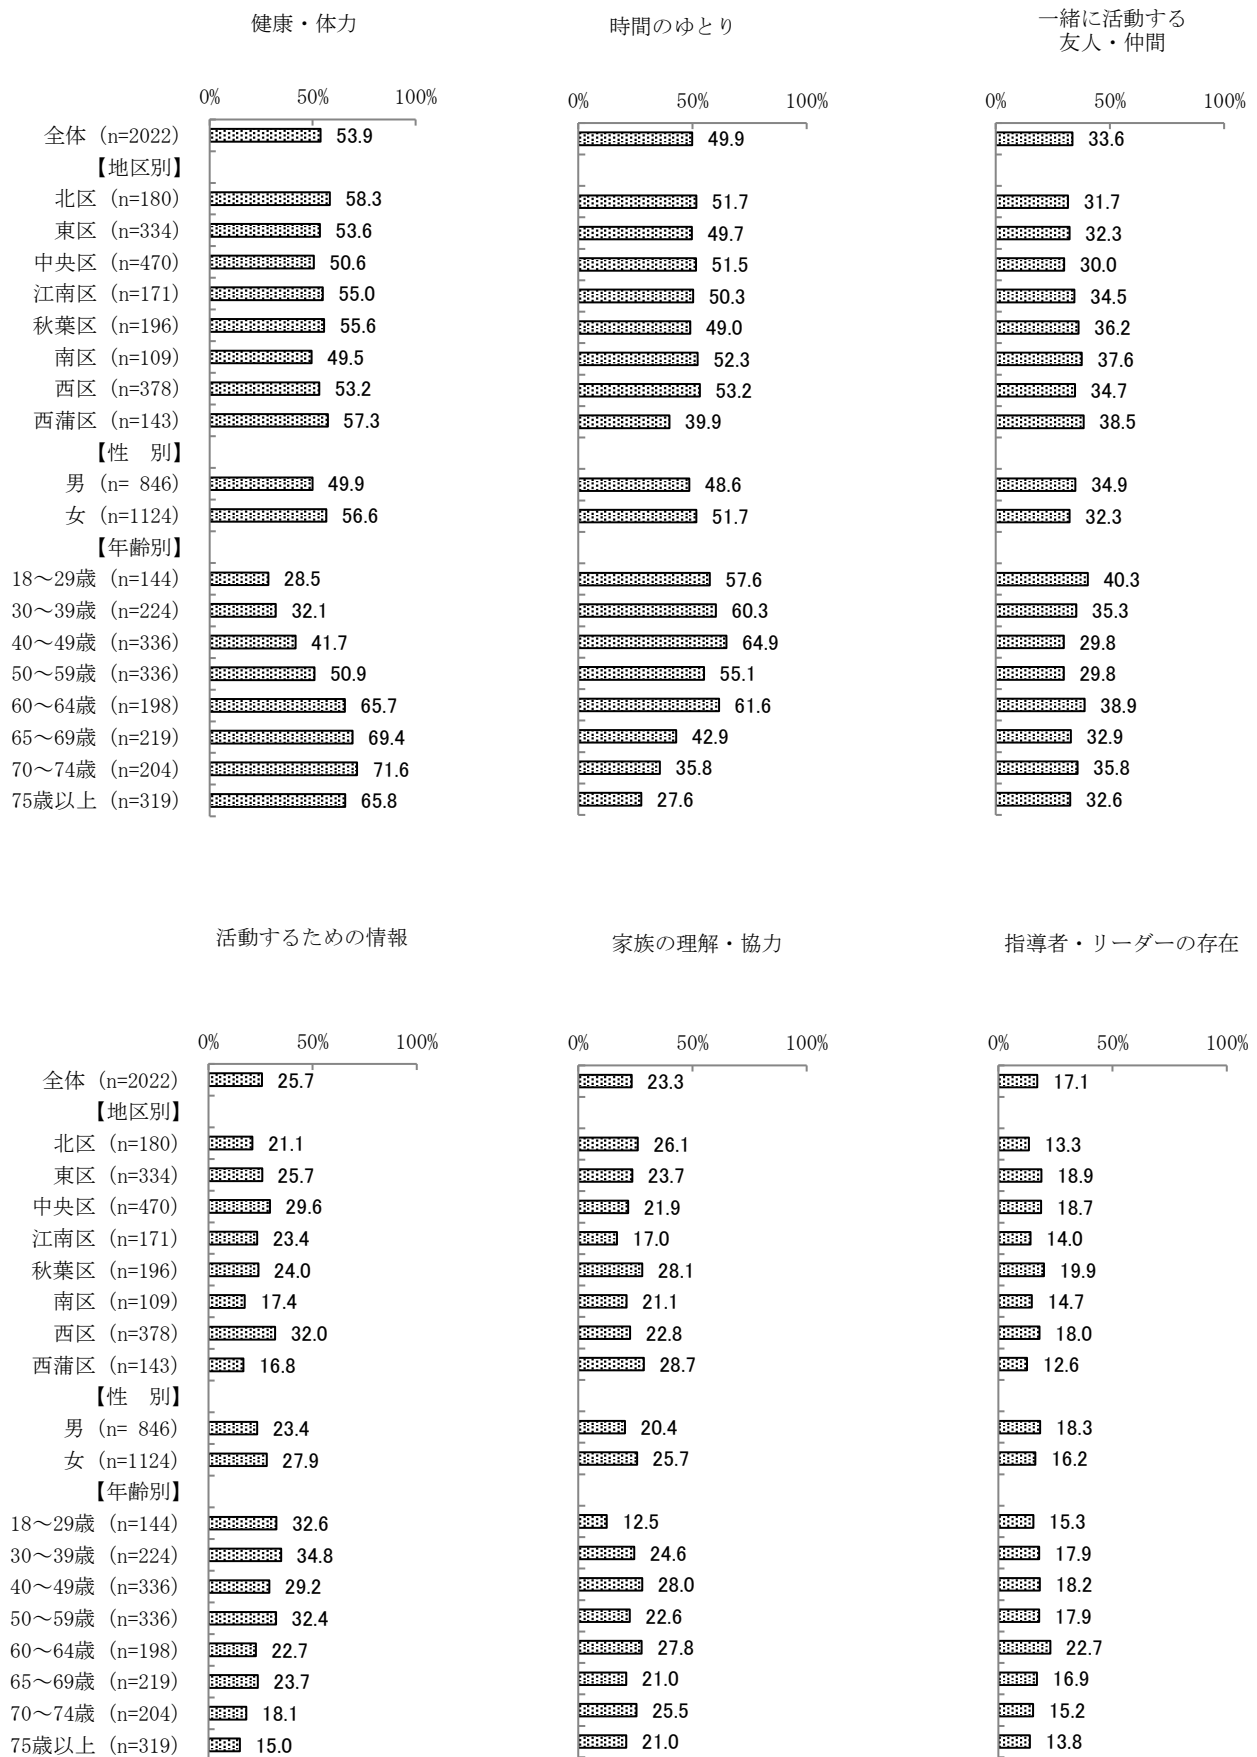 健康・体力
時間のゆとり
一緒に活動する
友人・仲間
0% 50% 100%
0% 50% 100%
0% 50% 100%
全体 (n=2022) 53.9 49.9 33.6
【地区別】
北区 (n=180) 58.3 51.7 31.7
東区 (n=334) 53.6 49.7 32.3
中央区 (n=470) 50.6 51.5 30.0
江南区 (n=171) 55.0 50.3 34.5
秋葉区 (n=196) 55.6 49.0 36.2
南区 (n=109) 49.5 52.3 37.6
西区 (n=378) 53.2 53.2 34.7
西蒲区 (n=143) 57.3 39.9 38.5
【性　別】
男 (n= 846) 49.9 48.6 34.9
女 (n=1124) 56.6 51.7 32.3
【年齢別】
18～29歳 (n=144) 28.5 57.6 40.3
30～39歳 (n=224) 32.1 60.3 35.3
40～49歳 (n=336) 41.7 64.9 29.8
50～59歳 (n=336) 50.9 55.1 29.8
60～64歳 (n=198) 65.7 61.6 38.9
65～69歳 (n=219) 69.4 42.9 32.9
70～74歳 (n=204) 71.6 35.8 35.8
75歳以上 (n=319) 65.8 27.6 32.6
活動するための情報
家族の理解・協力
指導者・リーダーの存在
0% 50% 100%
0% 50% 100%
0% 50% 100%
全体 (n=2022) 25.7 23.3 17.1
【地区別】
北区 (n=180) 21.1 26.1 13.3
東区 (n=334) 25.7 23.7 18.9
中央区 (n=470) 29.6 21.9 18.7
江南区 (n=171) 23.4 17.0 14.0
秋葉区 (n=196) 24.0 28.1 19.9
南区 (n=109) 17.4 21.1 14.7
西区 (n=378) 32.0 22.8 18.0
西蒲区 (n=143) 16.8 28.7 12.6
【性　別】
男 (n= 846) 23.4 20.4 18.3
女 (n=1124) 27.9 25.7 16.2
【年齢別】
18～29歳 (n=144) 32.6 12.5 15.3
30～39歳 (n=224) 34.8 24.6 17.9
40～49歳 (n=336) 29.2 28.0 18.2
50～59歳 (n=336) 32.4 22.6 17.9
60～64歳 (n=198) 22.7 27.8 22.7
65～69歳 (n=219) 23.7 21.0 16.9
70～74歳 (n=204) 18.1 25.5 15.2
75歳以上 (n=319) 15.0 21.0 13.8